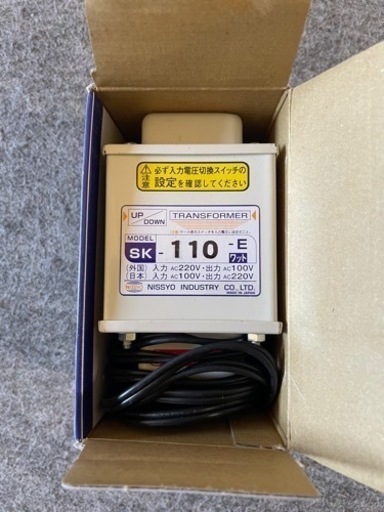 注意
必ず入力電圧切換スイッチの
設定を確認してください。
UP/DOWN TRANSFORMER
MODEL
SK-110-E
ワット
(外国) 入力 AC220V・出力 AC100V
(日本) 入力 AC100V・出力 AC220V
NISSYO INDUSTRY CO., LTD.
MADE IN JAPAN